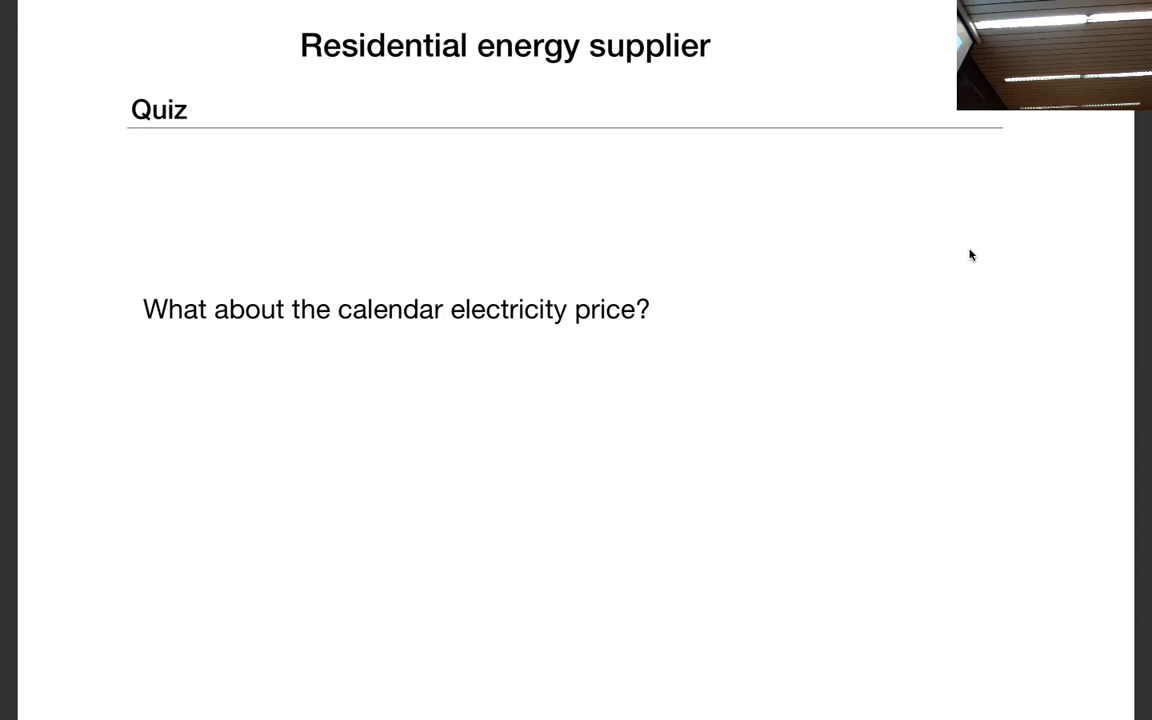 Residential energy supplier
Quiz
What about the calendar electricity price?